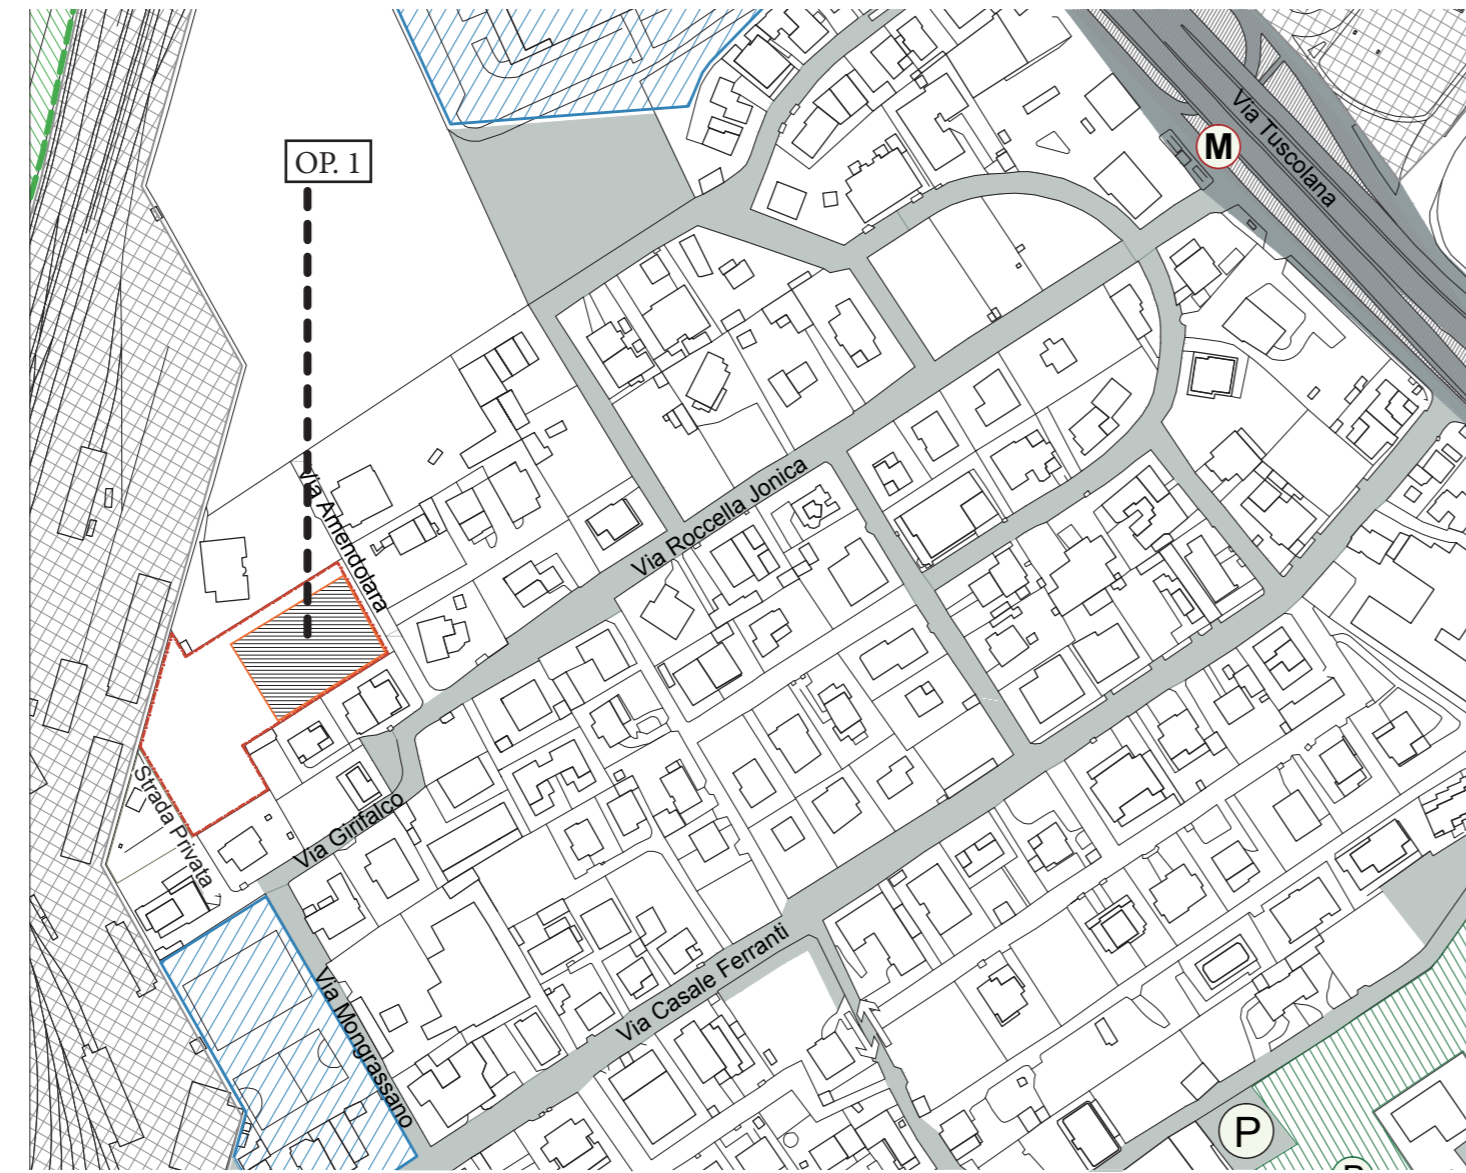 Via Tuscolana
M
OP. 1
Via Amendolara
Via Roccella Jonica
Strada Privata
Via Girifalco
Via Casale Ferranti
Via Mongrassano
P